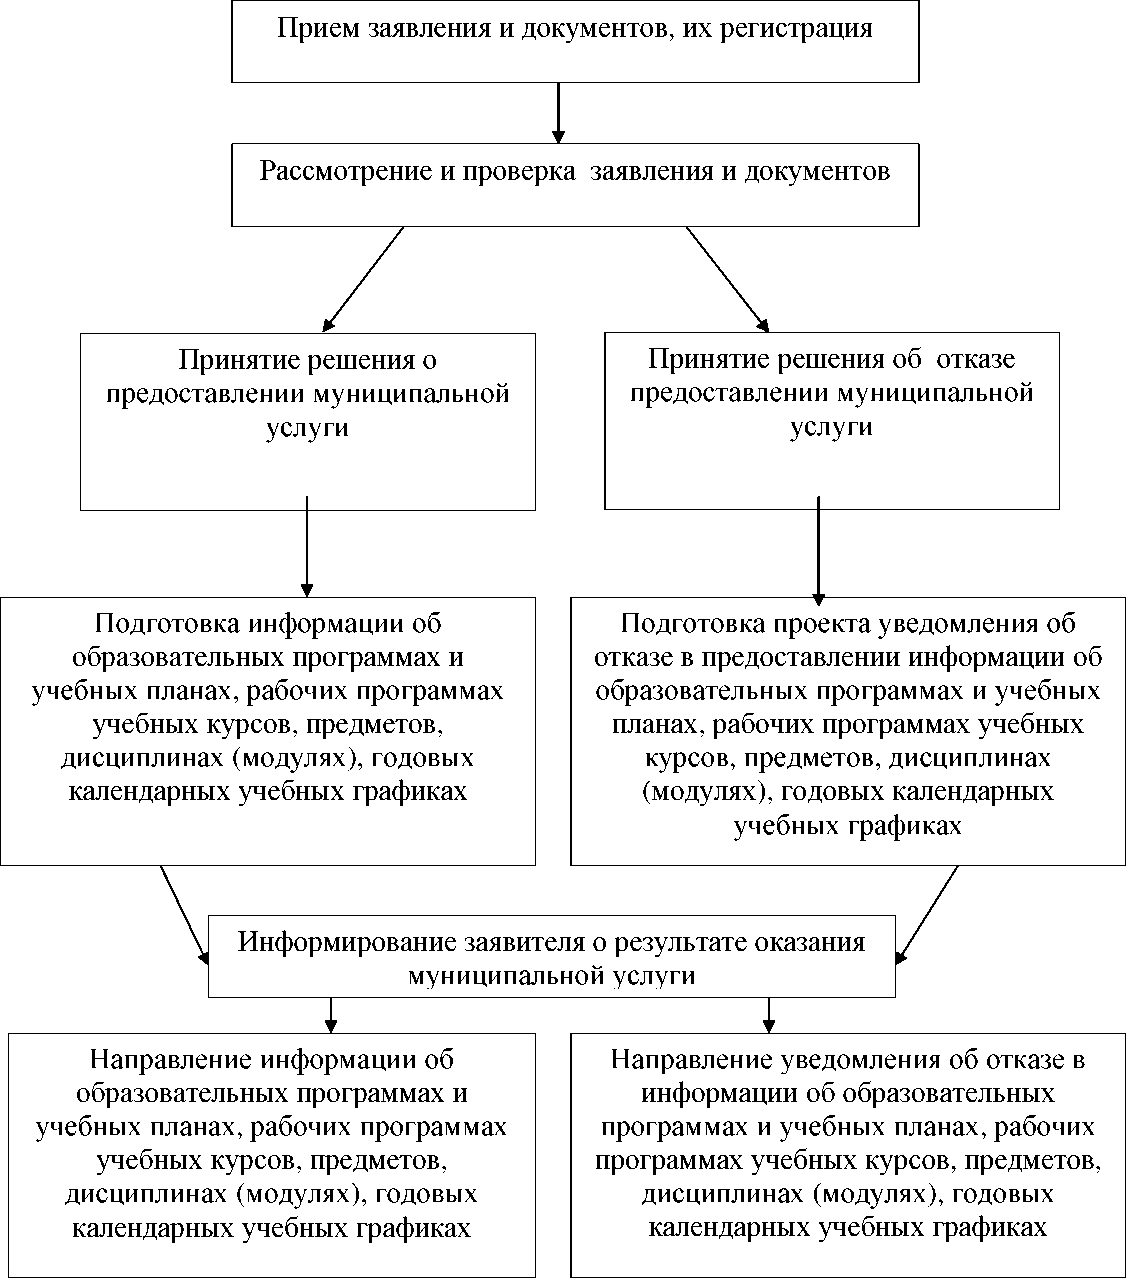 Прием заявления и документов, их регистрация
Рассмотрение и проверка  заявления и документов
Принятие решения о
предоставлении муниципальной
услуги
Принятие решения об  отказе
предоставлении муниципальной
услуги
Подготовка информации об
образовательных программах и
учебных планах, рабочих программах
учебных курсов, предметов,
дисциплинах (модулях), годовых
календарных учебных графиках
Подготовка проекта уведомления об
отказе в предоставлении информации об
образовательных программах и учебных
планах, рабочих программах учебных
курсов, предметов, дисциплинах
(модулях), годовых календарных
учебных графиках
Информирование заявителя о результате оказания
муниципальной услуги
Направление информации об
образовательных программах и
учебных планах, рабочих программах
учебных курсов, предметов,
дисциплинах (модулях), годовых
календарных учебных графиках
Направление уведомления об отказе в
информации об образовательных
программах и учебных планах, рабочих
программах учебных курсов, предметов,
дисциплинах (модулях), годовых
календарных учебных графиках